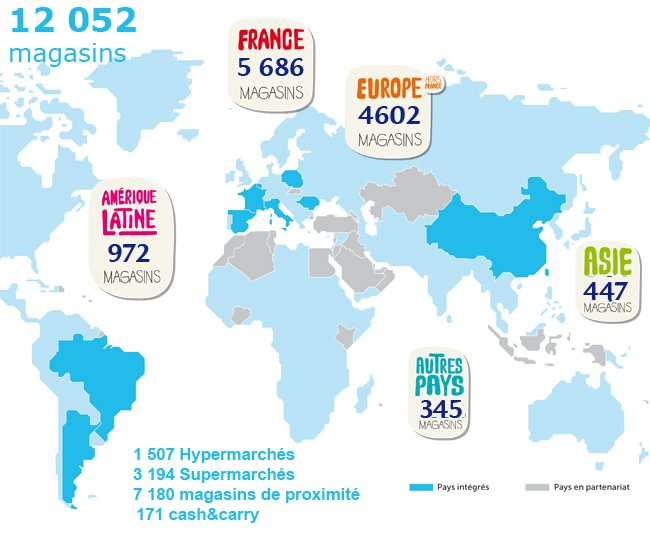 12 052
magasins
FRANCE
5 686
MAGASINS
EUROPE
HORS
FRANCE
4602
MAGASINS
AMÉRIQUE
LATINE
972
MAGASINS
ASIE
447
MAGASINS
AUTRES
PAYS
345
MAGASINS
1 507 Hypermarchés
3 194 Supermarchés
7 180 magasins de proximité
171 cash&carry
Pays intégrés
Pays en partenariat